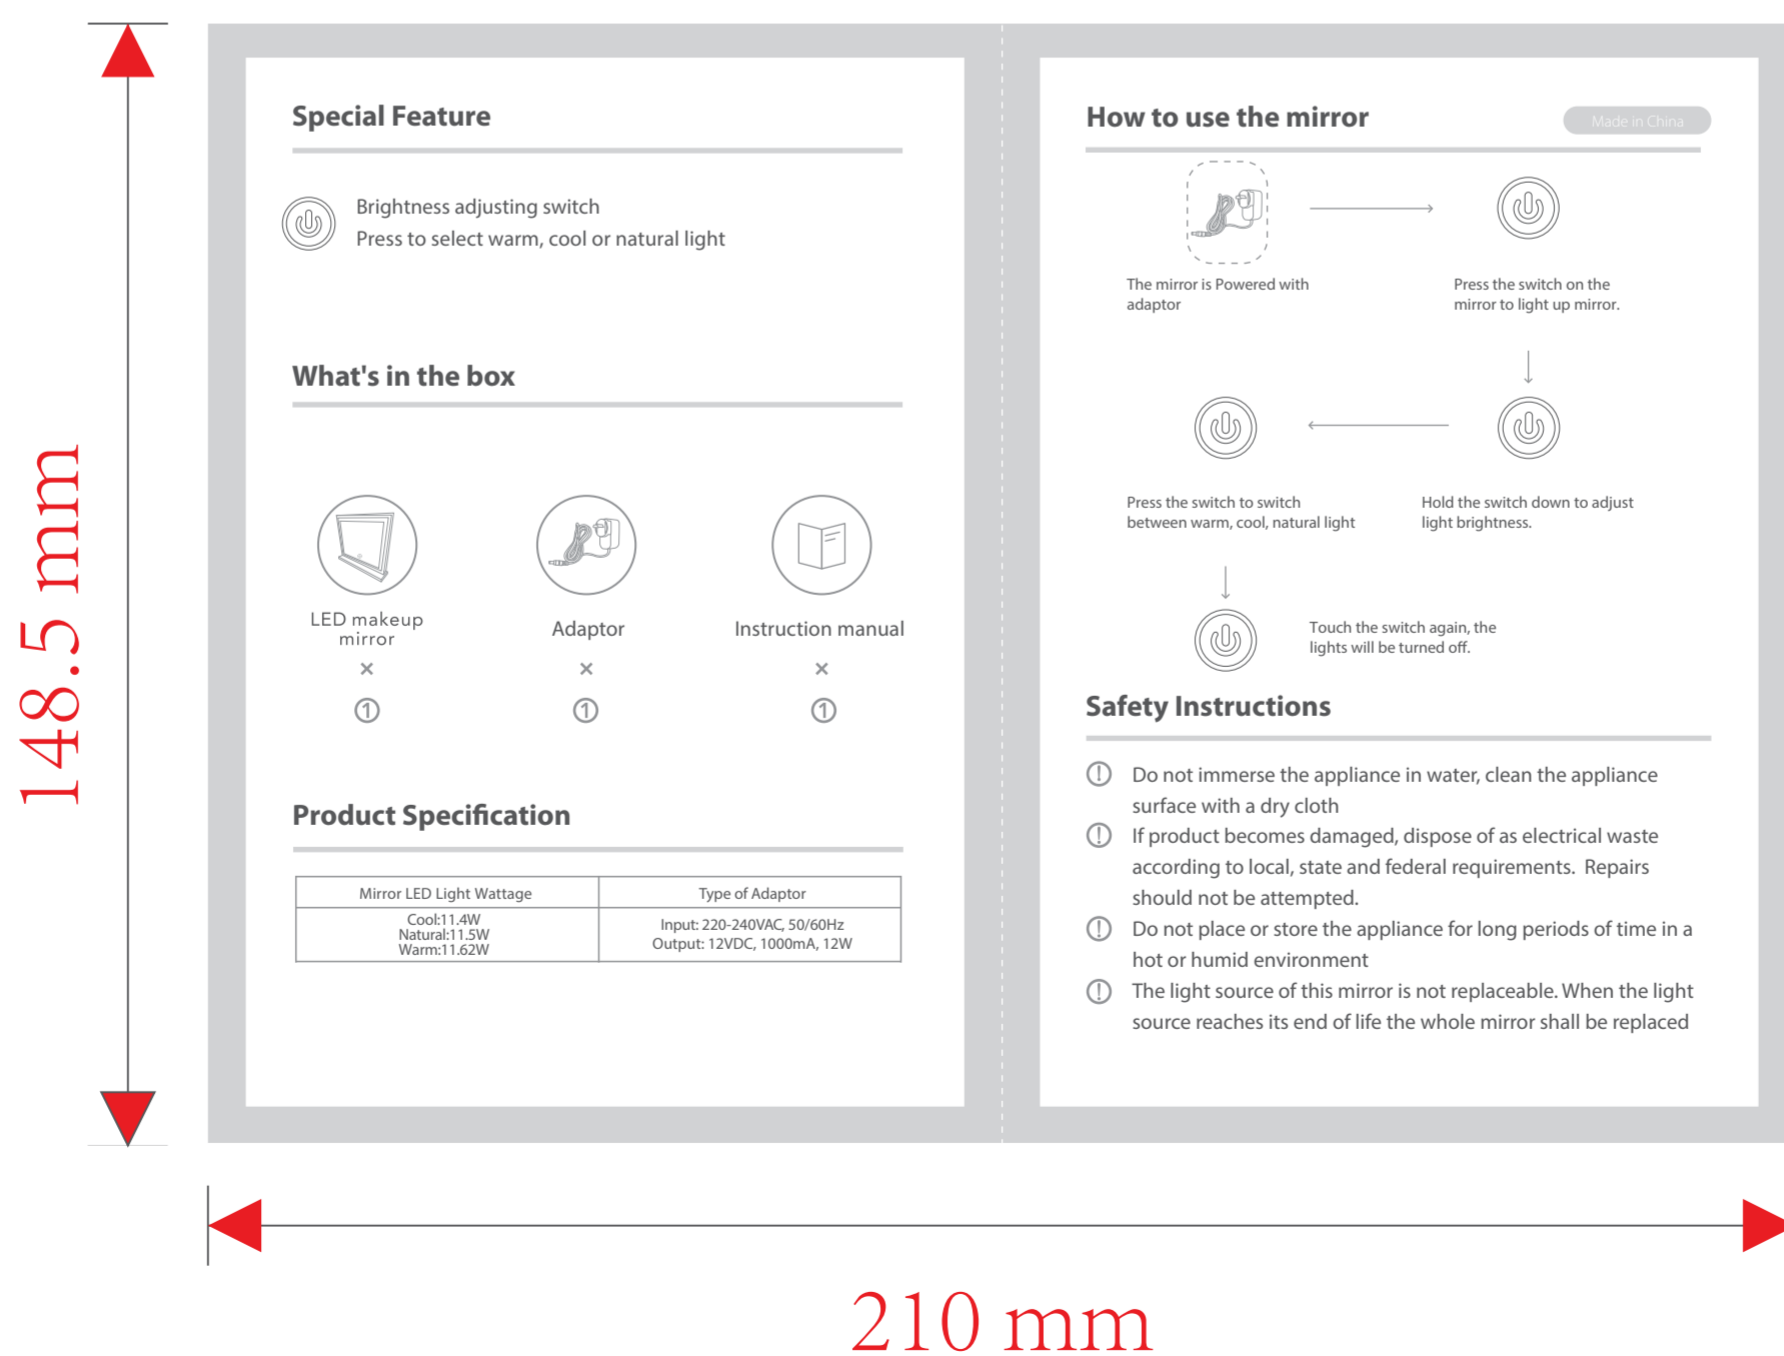 148.5 mm
Special Feature
Brightness adjusting switch
Press to select warm, cool or natural light
What's in the box
LED makeup
mirror
×
①
Adaptor
×
①
Instruction manual
×
①
Product Specification
Mirror LED Light Wattage
Type of Adaptor
Cool:11.4W
Natural:11.5W
Warm:11.62W
Input: 220-240VAC, 50/60Hz
Output: 12VDC, 1000mA, 12W
How to use the mirror
Made in China
The mirror is Powered with
adaptor
Press the switch on the
mirror to light up mirror.
Press the switch to switch
between warm, cool, natural light
Hold the switch down to adjust
light brightness.
Touch the switch again, the
lights will be turned off.
Safety Instructions
Do not immerse the appliance in water, clean the appliance
surface with a dry cloth
If product becomes damaged, dispose of as electrical waste
according to local, state and federal requirements. Repairs
should not be attempted.
Do not place or store the appliance for long periods of time in a
hot or humid environment
The light source of this mirror is not replaceable. When the light
source reaches its end of life the whole mirror shall be replaced
210 mm